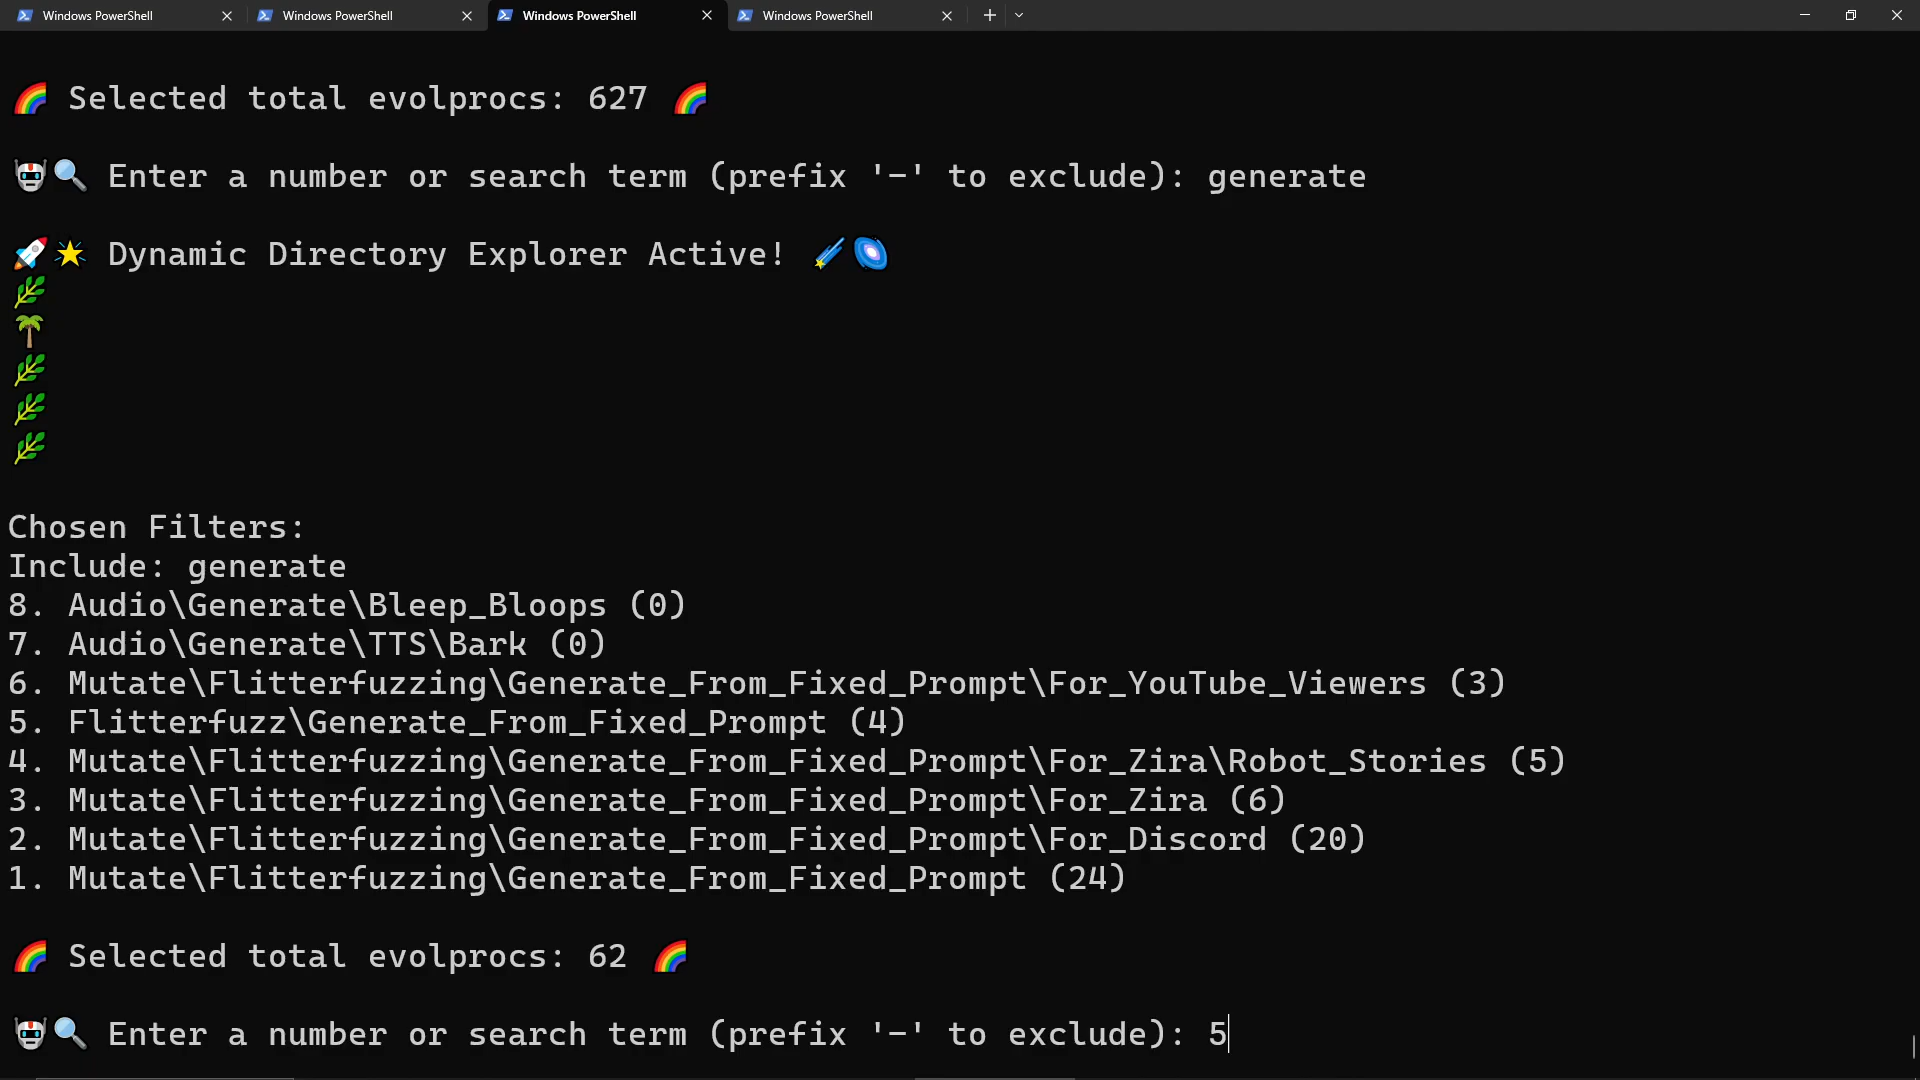 Windows PowerShell
Windows PowerShell
Windows PowerShell
Windows PowerShell
🌈 Selected total evolprocs: 627 🌈
🤖🔍 Enter a number or search term (prefix '-' to exclude): generate
🚀🌟 Dynamic Directory Explorer Active! 🌠🌀
🌿
🌴
🌿
🌿
🌿
Chosen Filters:
Include: generate
8. Audio\Generate\Bleep_Bloops (0)
7. Audio\Generate\TTS\Bark (0)
6. Mutate\Flitterfuzzing\Generate_From_Fixed_Prompt\For_YouTube_Viewers (3)
5. Flitterfuzz\Generate_From_Fixed_Prompt (4)
4. Mutate\Flitterfuzzing\Generate_From_Fixed_Prompt\For_Zira\Robot_Stories (5)
3. Mutate\Flitterfuzzing\Generate_From_Fixed_Prompt\For_Zira (6)
2. Mutate\Flitterfuzzing\Generate_From_Fixed_Prompt\For_Discord (20)
1. Mutate\Flitterfuzzing\Generate_From_Fixed_Prompt (24)
🌈 Selected total evolprocs: 62 🌈
🤖🔍 Enter a number or search term (prefix '-' to exclude): 5